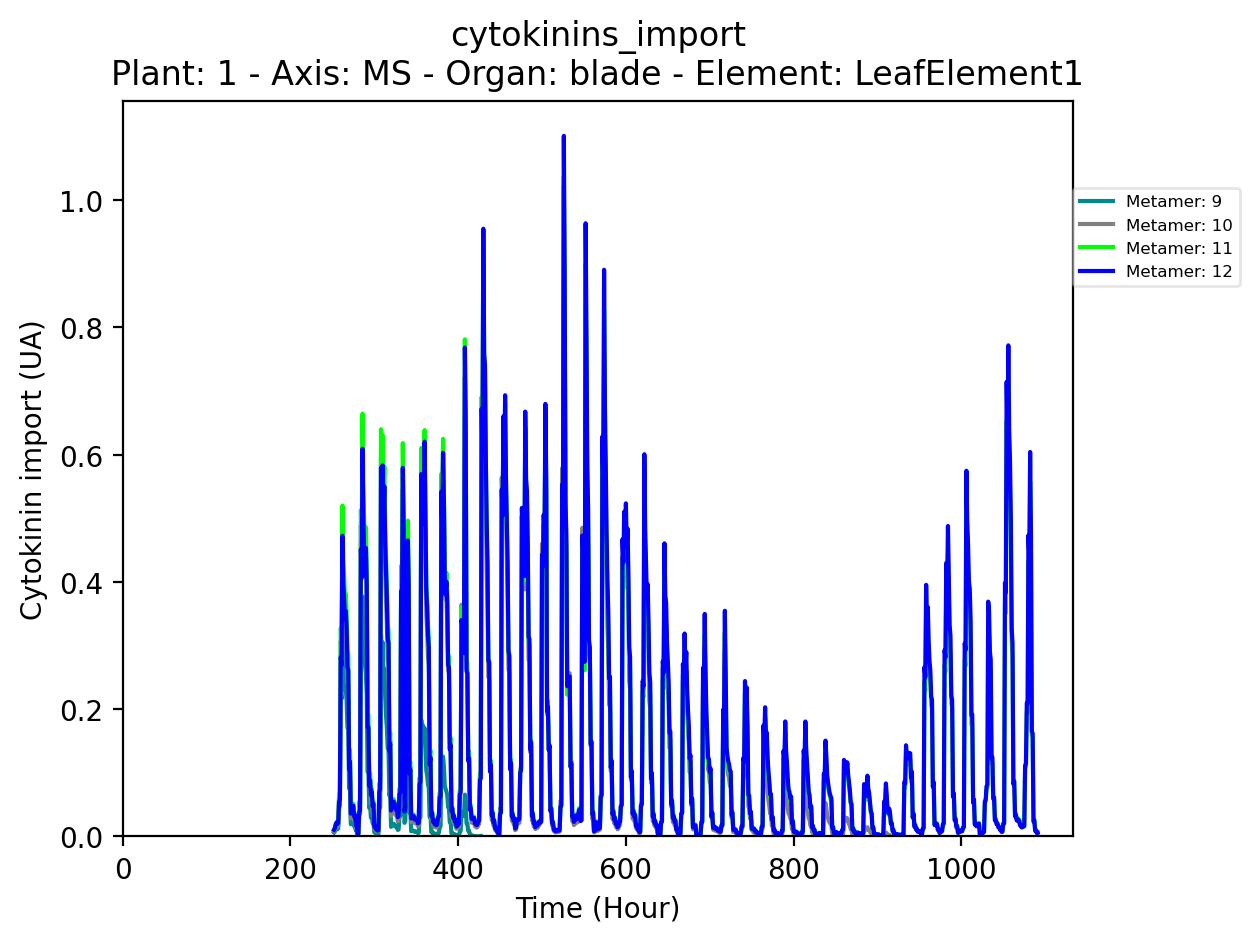 cytokinins_import
Plant: 1 - Axis: MS - Organ: blade - Element: LeafElement1
1.0
0.8
0.6
0.4
0.2
0.0
Cytokinin import (UA)
0 200 400 600 800 1000
Time (Hour)
Metamer: 9
Metamer: 10
Metamer: 11
Metamer: 12